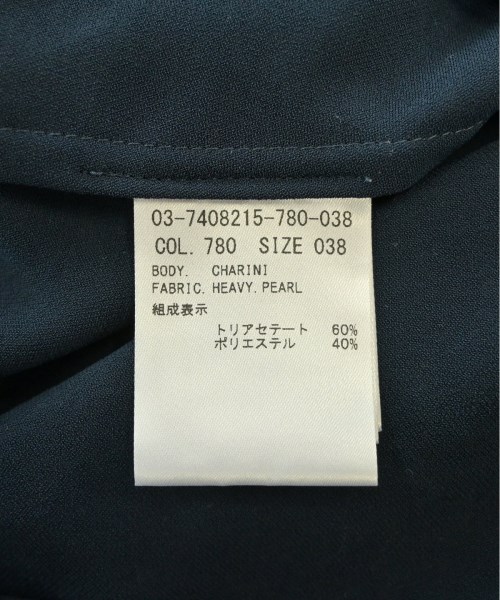 03-7408215-780-038
COL. 780 SIZE 038
BODY. CHARINI
FABRIC. HEAVY. PEARL
組成表示
トリアセテート 60%
ポリエステル 40%